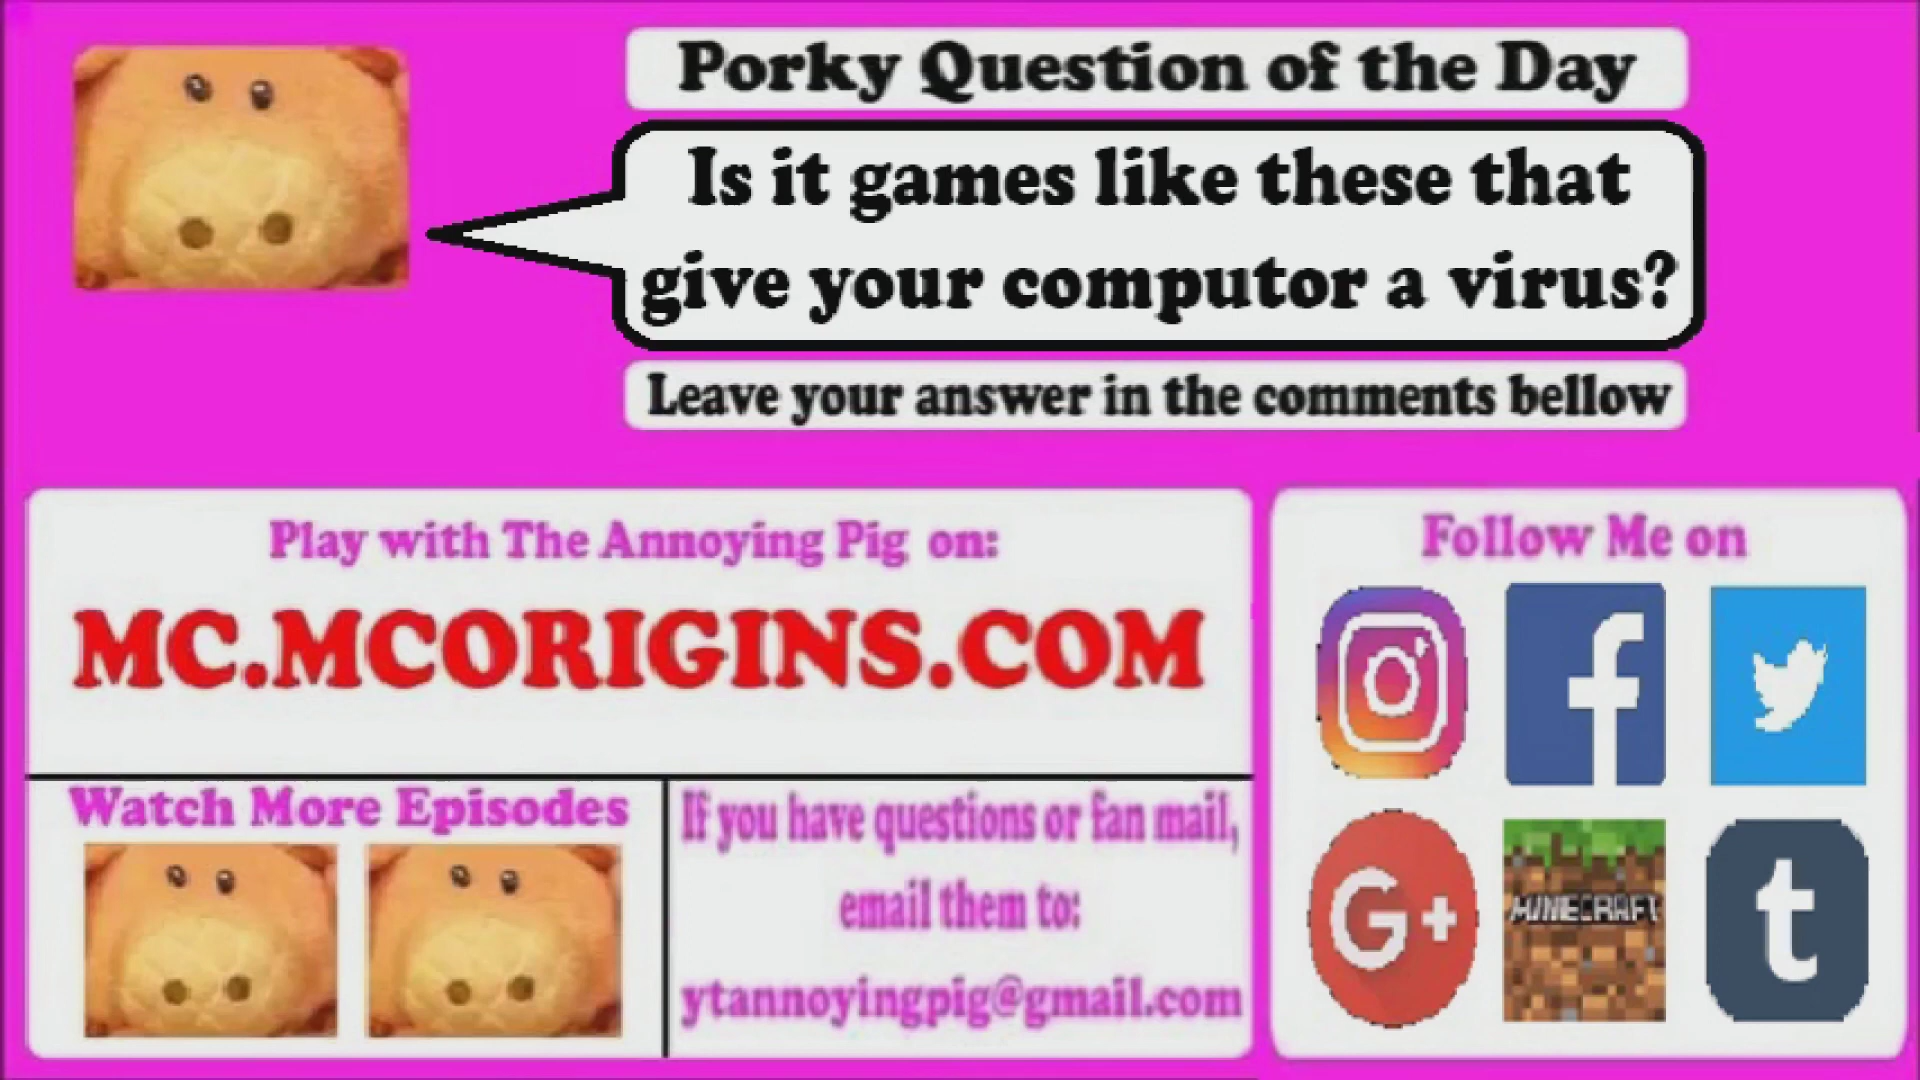 Porky Question of the Day
Is it games like these that
give your computor a virus?
Leave your answer in the comments bellow
Play with The Annoying Pig on:
MC.MCORIGINS.COM
Watch More Episodes
If you have questions or fan mail,
email them to:
ytannoyingpig@gmail.com
Follow Me on
f
G+
MINECRAFT
t